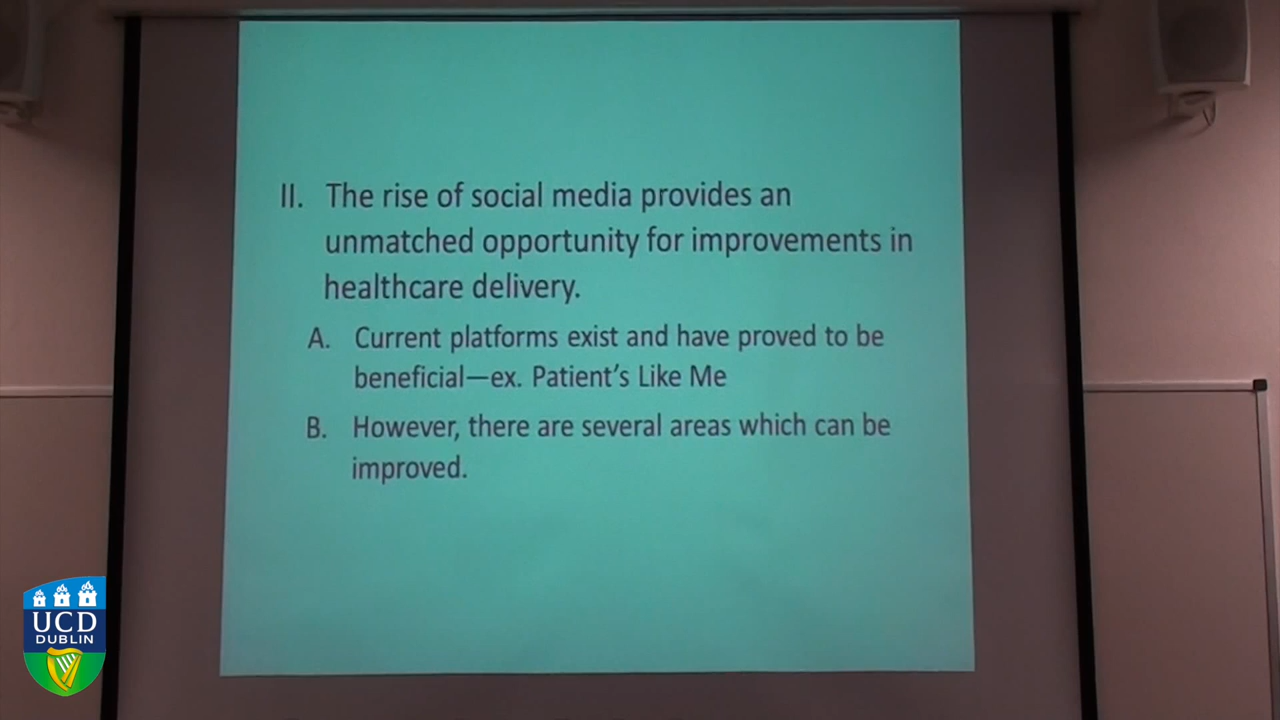 II. The rise of social media provides an
unmatched opportunity for improvements in
healthcare delivery.
A. Current platforms exist and have proved to be
beneficial—ex. Patient's Like Me
B. However, there are several areas which can be
improved.
UCD
DUBLIN